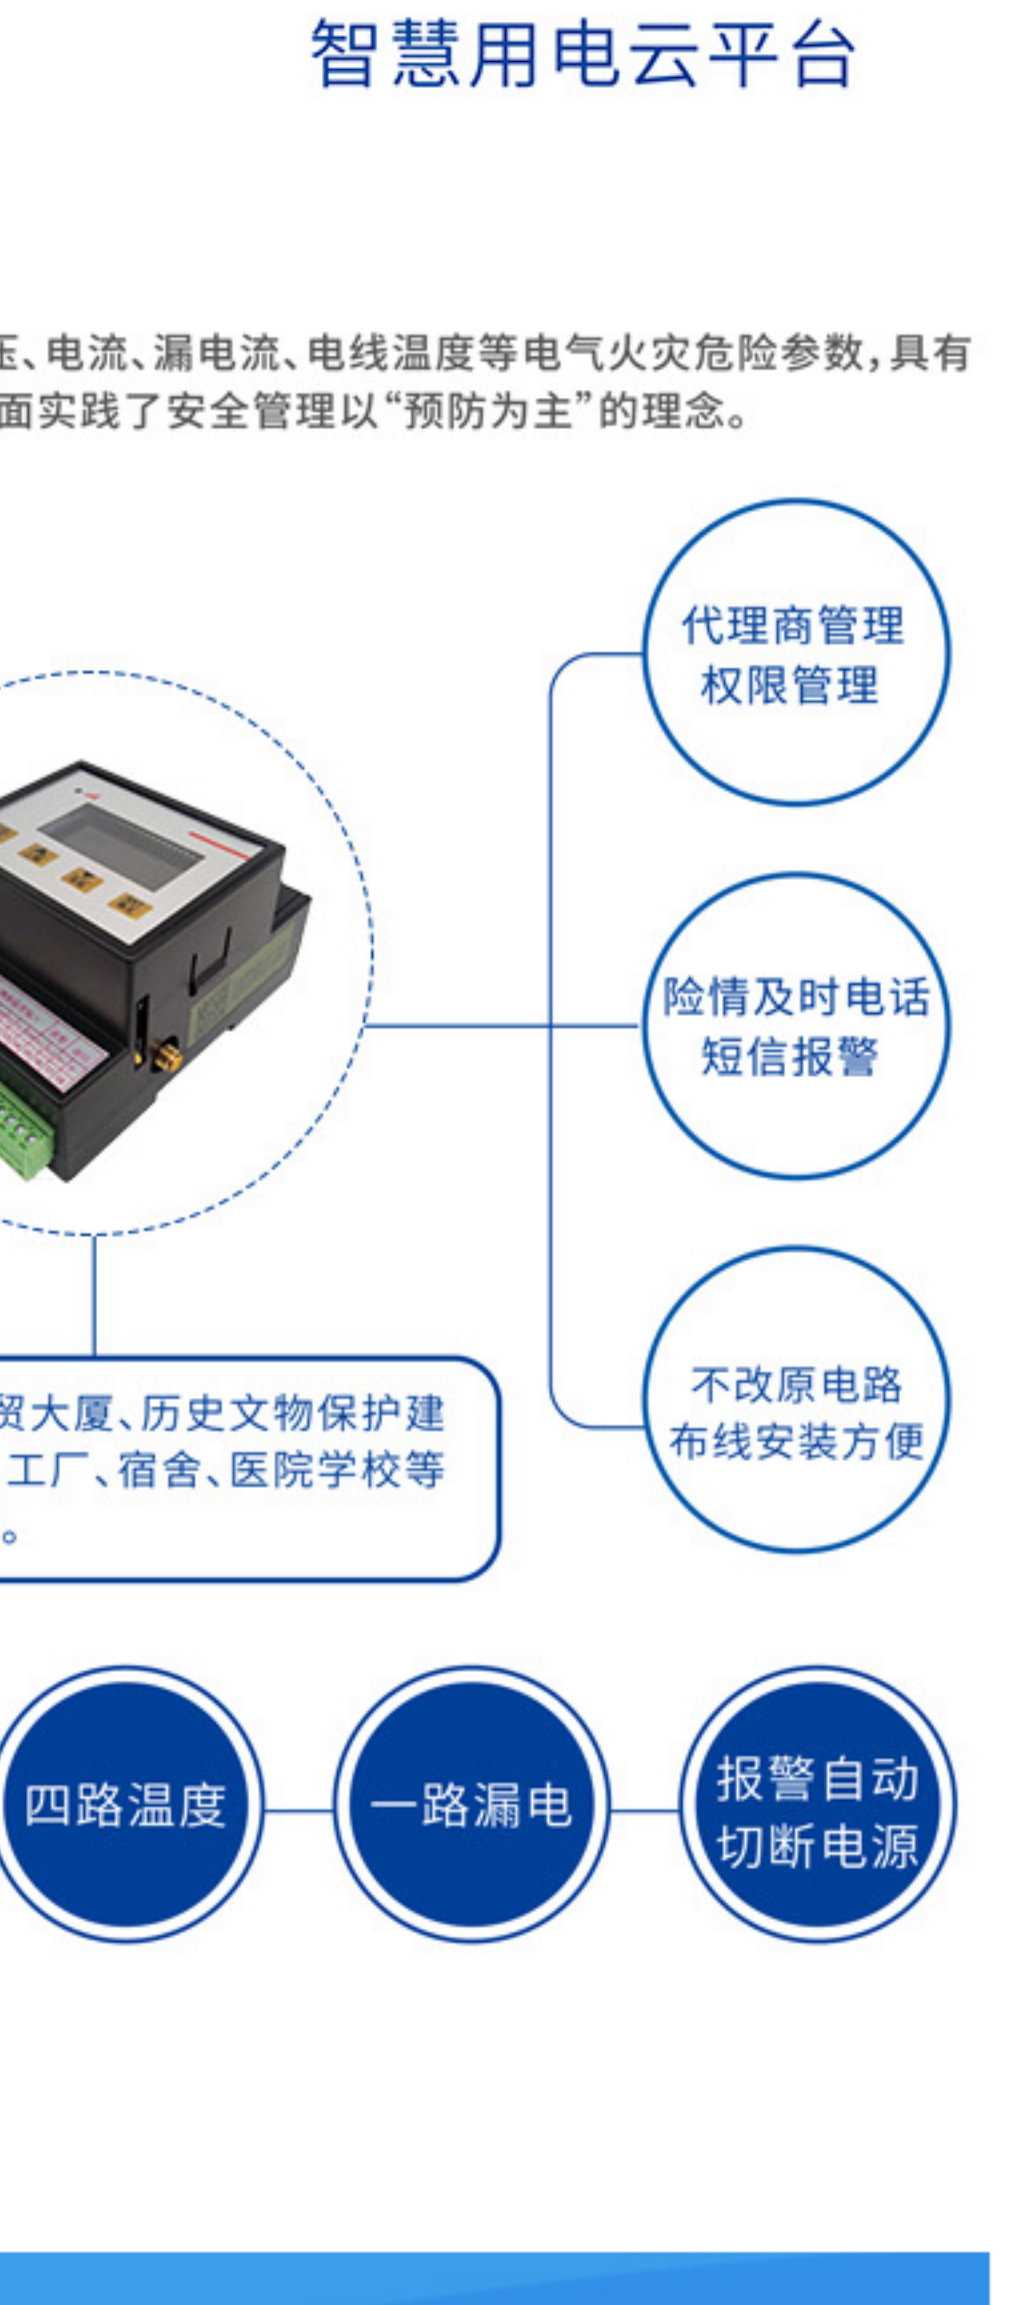 智慧用电云平台
压、电流、漏电流、电线温度等电气火灾危险参数，具有
面实践了安全管理以“预防为主”的理念。
代理商管理
权限管理
险情及时电话
短信报警
不改原电路
布线安装方便
贸大厦、历史文物保护建
工厂、宿舍、医院学校等
。
四路温度
一路漏电
报警自动
切断电源